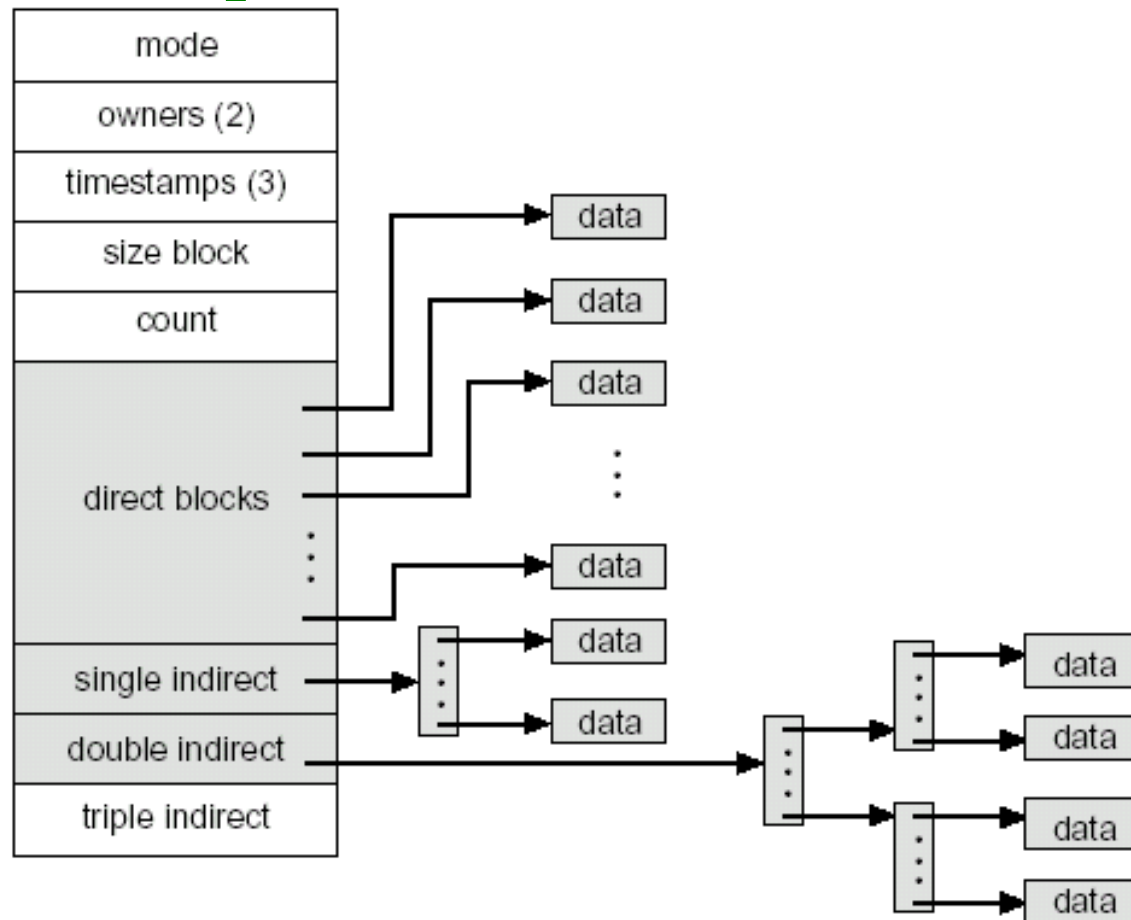 mode
owners (2)
timestamps (3)
size block
count
direct blocks
single indirect
double indirect
triple indirect
data
data
data
data
data
data
data
data
data
data